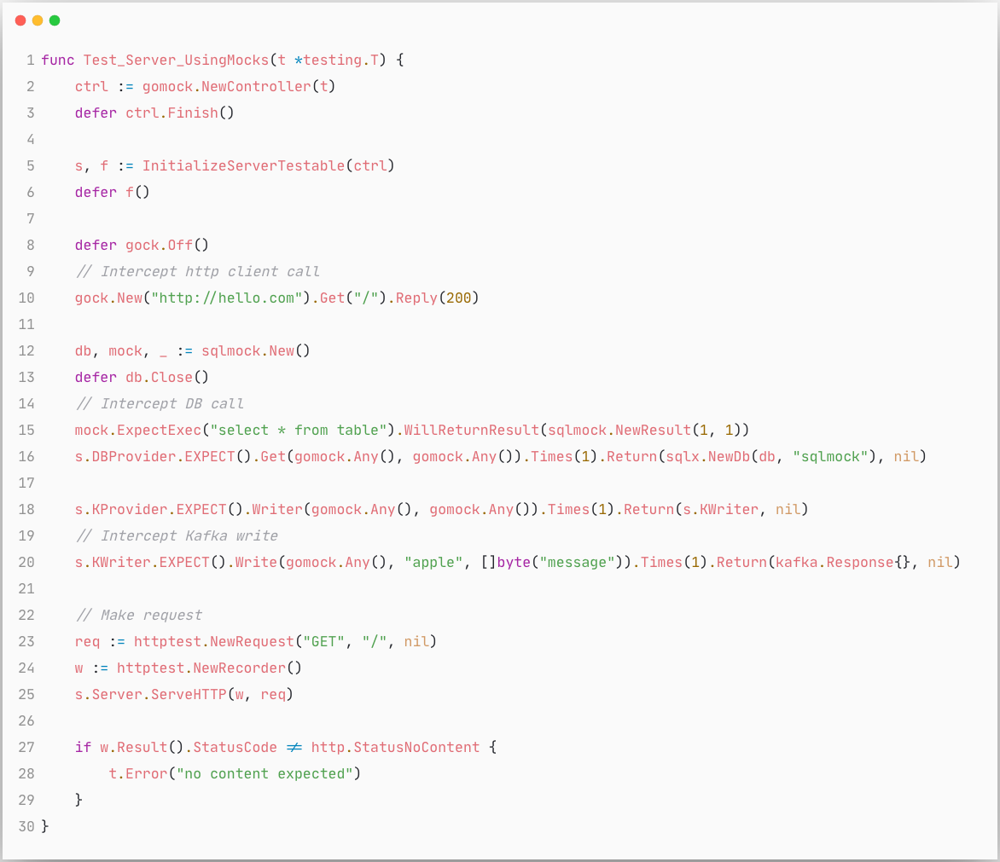 1 func Test_Server_UsingMocks(t *testing.T) {
2     ctrl := gomock.NewController(t)
3     defer ctrl.Finish()
4
5     s, f := InitializeServerTestable(ctrl)
6     defer f()
7
8     defer gock.Off()
9     // Intercept http client call
10     gock.New("http://hello.com").Get("/").Reply(200)
11
12     db, mock, _ := sqlmock.New()
13     defer db.Close()
14     // Intercept DB call
15     mock.ExpectExec("select * from table").WillReturnResult(sqlmock.NewResult(1, 1))
16     s.DBProvider.EXPECT().Get(gomock.Any(), gomock.Any()).Times(1).Return(sqlx.NewDb(db, "sqlmock"), nil)
17
18     s.KProvider.EXPECT().Writer(gomock.Any(), gomock.Any()).Times(1).Return(s.KWriter, nil)
19     // Intercept Kafka write
20     s.KWriter.EXPECT().Write(gomock.Any(), "apple", []byte("message")).Times(1).Return(kafka.Response{}, nil)
21
22     // Make request
23     req := httptest.NewRequest("GET", "/", nil)
24     w := httptest.NewRecorder()
25     s.Server.ServeHTTP(w, req)
26
27     if w.Result().StatusCode != http.StatusNoContent {
28         t.Error("no content expected")
29     }
30 }